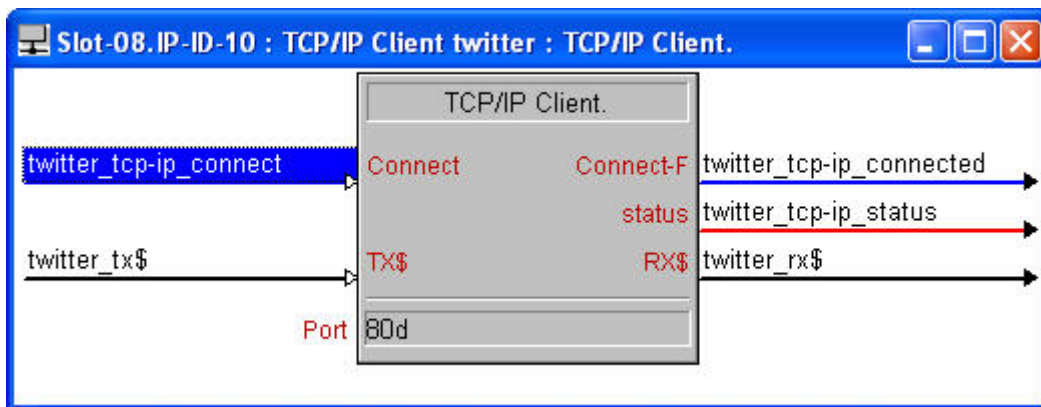 Slot-08.IP-ID-10 : TCP/IP Client twitter : TCP/IP Client.
TCP/IP Client.
twitter_tcp-ip_connect Connect Connect-F twitter_tcp-ip_connected
status twitter_tcp-ip_status
twitter_tx$ TX$ RX$ twitter_rx$
Port 80d